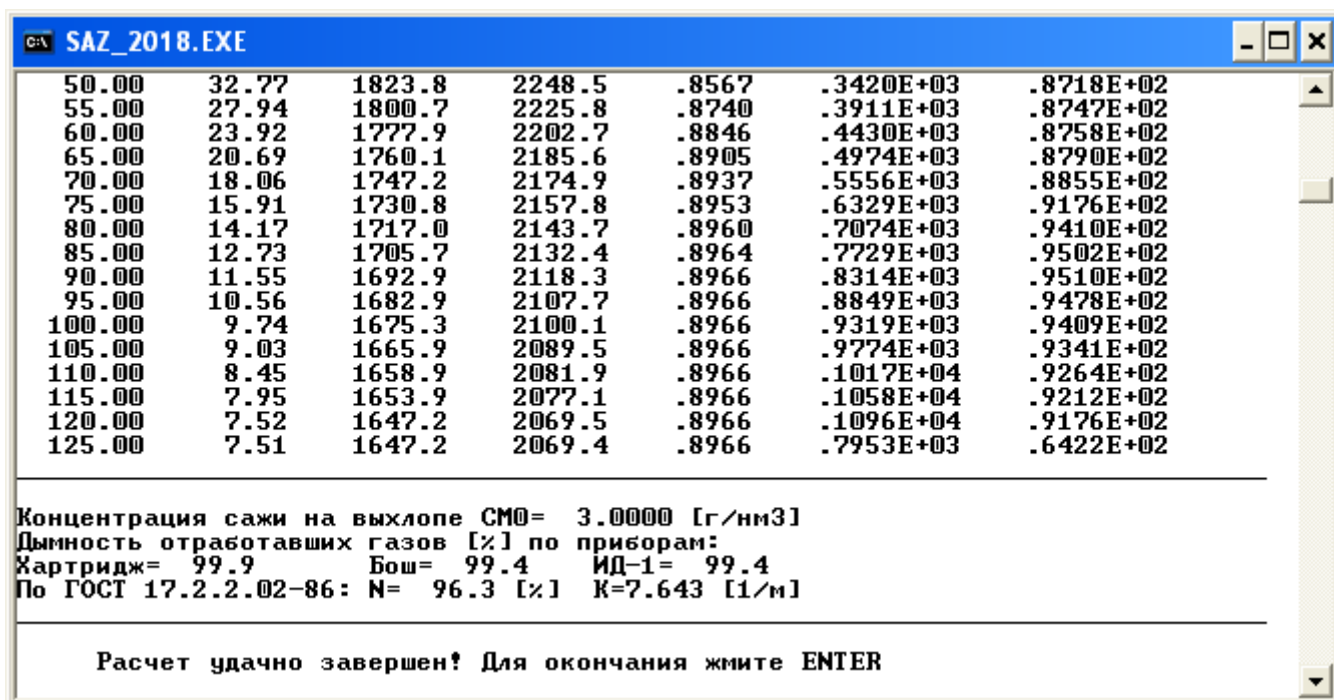 SAZ_2018.EXE
50.00 32.77 1823.8 2248.5 .8567 .3420E+03 .8718E+02
55.00 27.94 1800.7 2225.8 .8740 .3911E+03 .8747E+02
60.00 23.92 1777.9 2202.7 .8846 .4430E+03 .8758E+02
65.00 20.69 1760.1 2185.6 .8905 .4974E+03 .8790E+02
70.00 18.06 1747.2 2174.9 .8937 .5556E+03 .8855E+02
75.00 15.91 1730.8 2157.8 .8953 .6329E+03 .9176E+02
80.00 14.17 1717.0 2143.7 .8960 .7074E+03 .9410E+02
85.00 12.73 1705.7 2132.4 .8964 .7729E+03 .9502E+02
90.00 11.55 1692.9 2118.3 .8966 .8314E+03 .9510E+02
95.00 10.56 1682.9 2107.7 .8966 .8849E+03 .9478E+02
100.00 9.74 1675.3 2100.1 .8966 .9319E+03 .9409E+02
105.00 9.03 1665.9 2089.5 .8966 .9774E+03 .9341E+02
110.00 8.45 1658.9 2081.9 .8966 .1017E+04 .9264E+02
115.00 7.95 1653.9 2077.1 .8966 .1058E+04 .9212E+02
120.00 7.52 1647.2 2069.5 .8966 .1096E+04 .9176E+02
125.00 7.51 1647.2 2069.4 .8966 .7953E+03 .6422E+02
Концентрация сажи на выхлопе СМ0= 3.0000 [г/нм3]
Дымность отработавших газов [%] по приборам:
Хартридж= 99.9 Бош= 99.4 ИД-1= 99.4
По ГОСТ 17.2.2.02-86: N= 96.3 [%] K=7.643 [1/м]
Расчет удачно завершен! Для окончания жмите ENTER